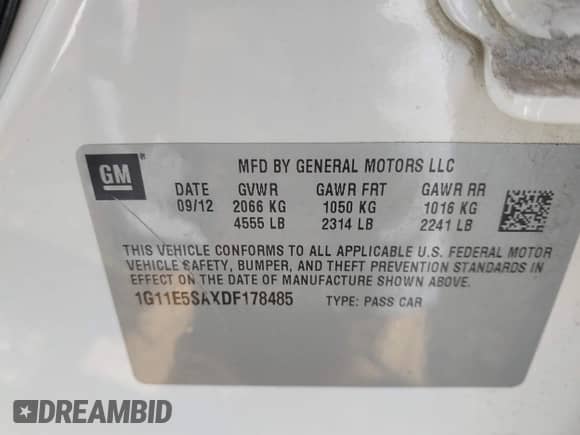 GM ®
MFD BY GENERAL MOTORS LLC
DATE GVWR GAWR FRT GAWR RR
09/12 2066 KG 1050 KG 1016 KG
4555 LB 2314 LB 2241 LB
THIS VEHICLE CONFORMS TO ALL APPLICABLE U.S. FEDERAL MOTOR
VEHICLE SAFETY, BUMPER, AND THEFT PREVENTION STANDARDS IN
EFFECT ON THE DATE OF MANUFACTURE SHOWN ABOVE.
1G11E5SAXDF178485 TYPE: PASS CAR
DREAMBID